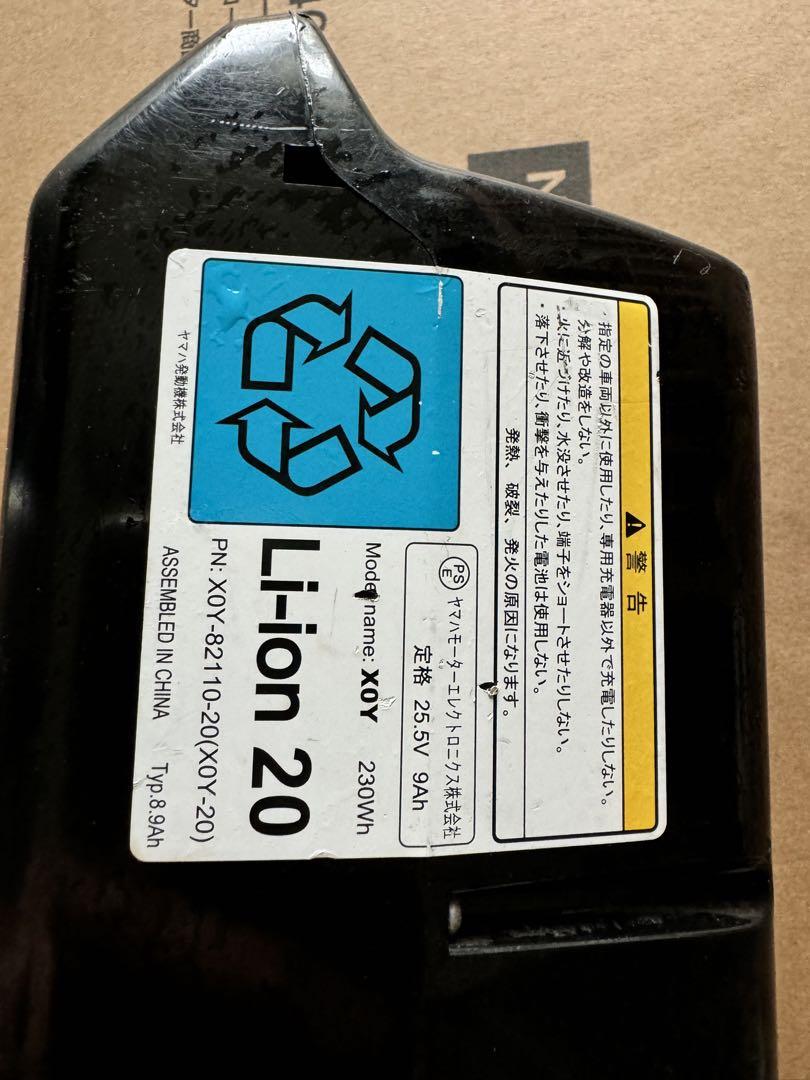 警告
・指定の車両以外に使用したり、専用充電器以外で充電したりしない。
分解や改造をしない。
・火に近づけたり、水没させたり、端子をショートさせたりしない。
・落下させたり、衝撃を与えたりした電池は使用しない。
発熱、破裂、発火の原因になります。
PS
E
ヤマハモーターエレクトロニクス株式会社
定格 25.5V 9Ah
Model name: X0Y 230Wh
Li-ion 20
PN: X0Y-82110-20(X0Y-20)
ASSEMBLED IN CHINA Typ.8.9Ah
ヤマハ発動機株式会社